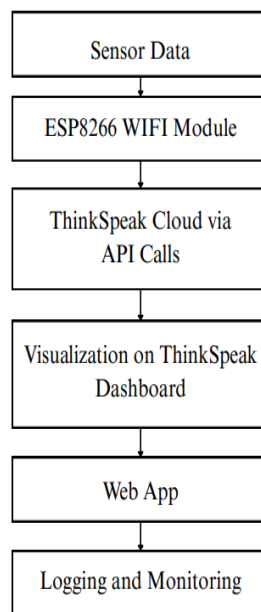 Sensor Data
ESP8266 WIFI Module
ThinkSpeak Cloud via
API Calls
Visualization on ThinkSpeak
Dashboard
Web App
Logging and Monitoring